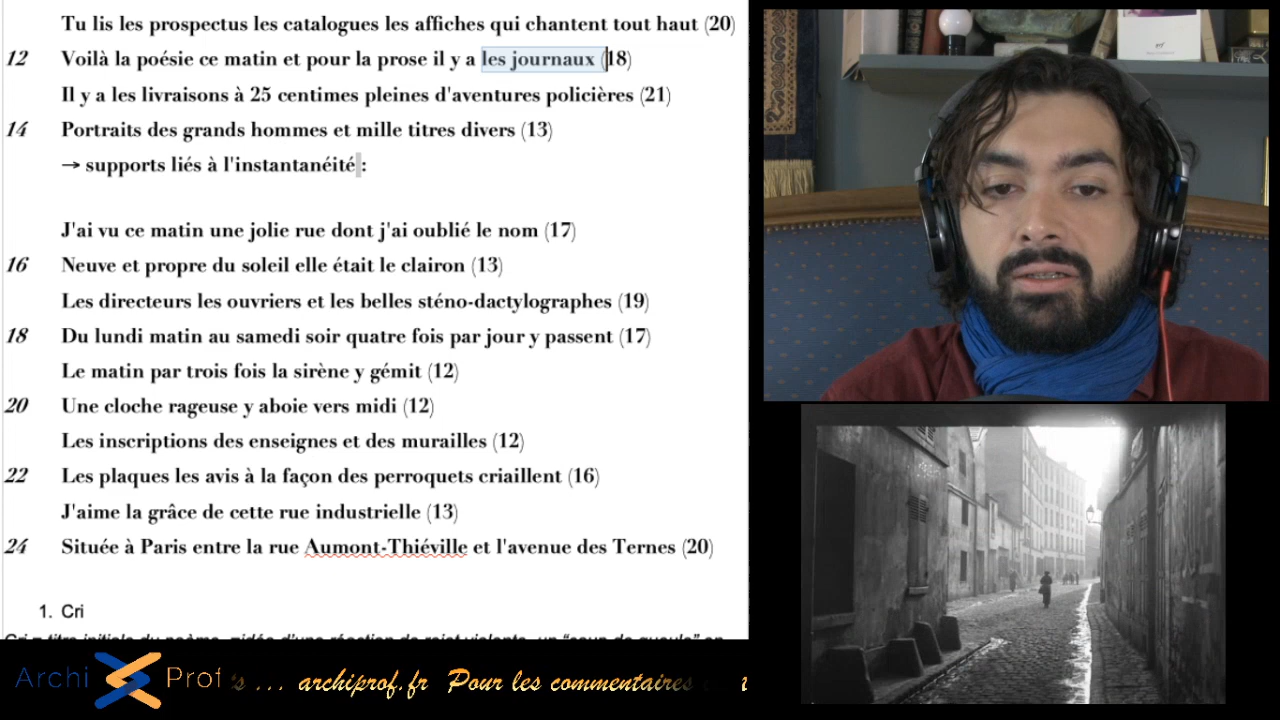 Tu lis les prospectus les catalogues les affiches qui chantent tout haut (20)
12 Voilà la poésie ce matin et pour la prose il y a les journaux (18)
Il y a les livraisons à 25 centimes pleines d'aventures policières (21)
14 Portraits des grands hommes et mille titres divers (13)
→ supports liés à l'instantanéité :
J'ai vu ce matin une jolie rue dont j'ai oublié le nom (17)
16 Neuve et propre du soleil elle était le clairon (13)
Les directeurs les ouvriers et les belles sténo-dactylographes (19)
18 Du lundi matin au samedi soir quatre fois par jour y passent (17)
Le matin par trois fois la sirène y gémit (12)
20 Une cloche rageuse y aboie vers midi (12)
Les inscriptions des enseignes et des murailles (12)
22 Les plaques les avis à la façon des perroquets criaillent (16)
J'aime la grâce de cette rue industrielle (13)
24 Située à Paris entre la rue Aumont-Thiéville et l'avenue des Ternes (20)
1. Cri
Archi Prof's ... archiprof.fr Pour les commentaires